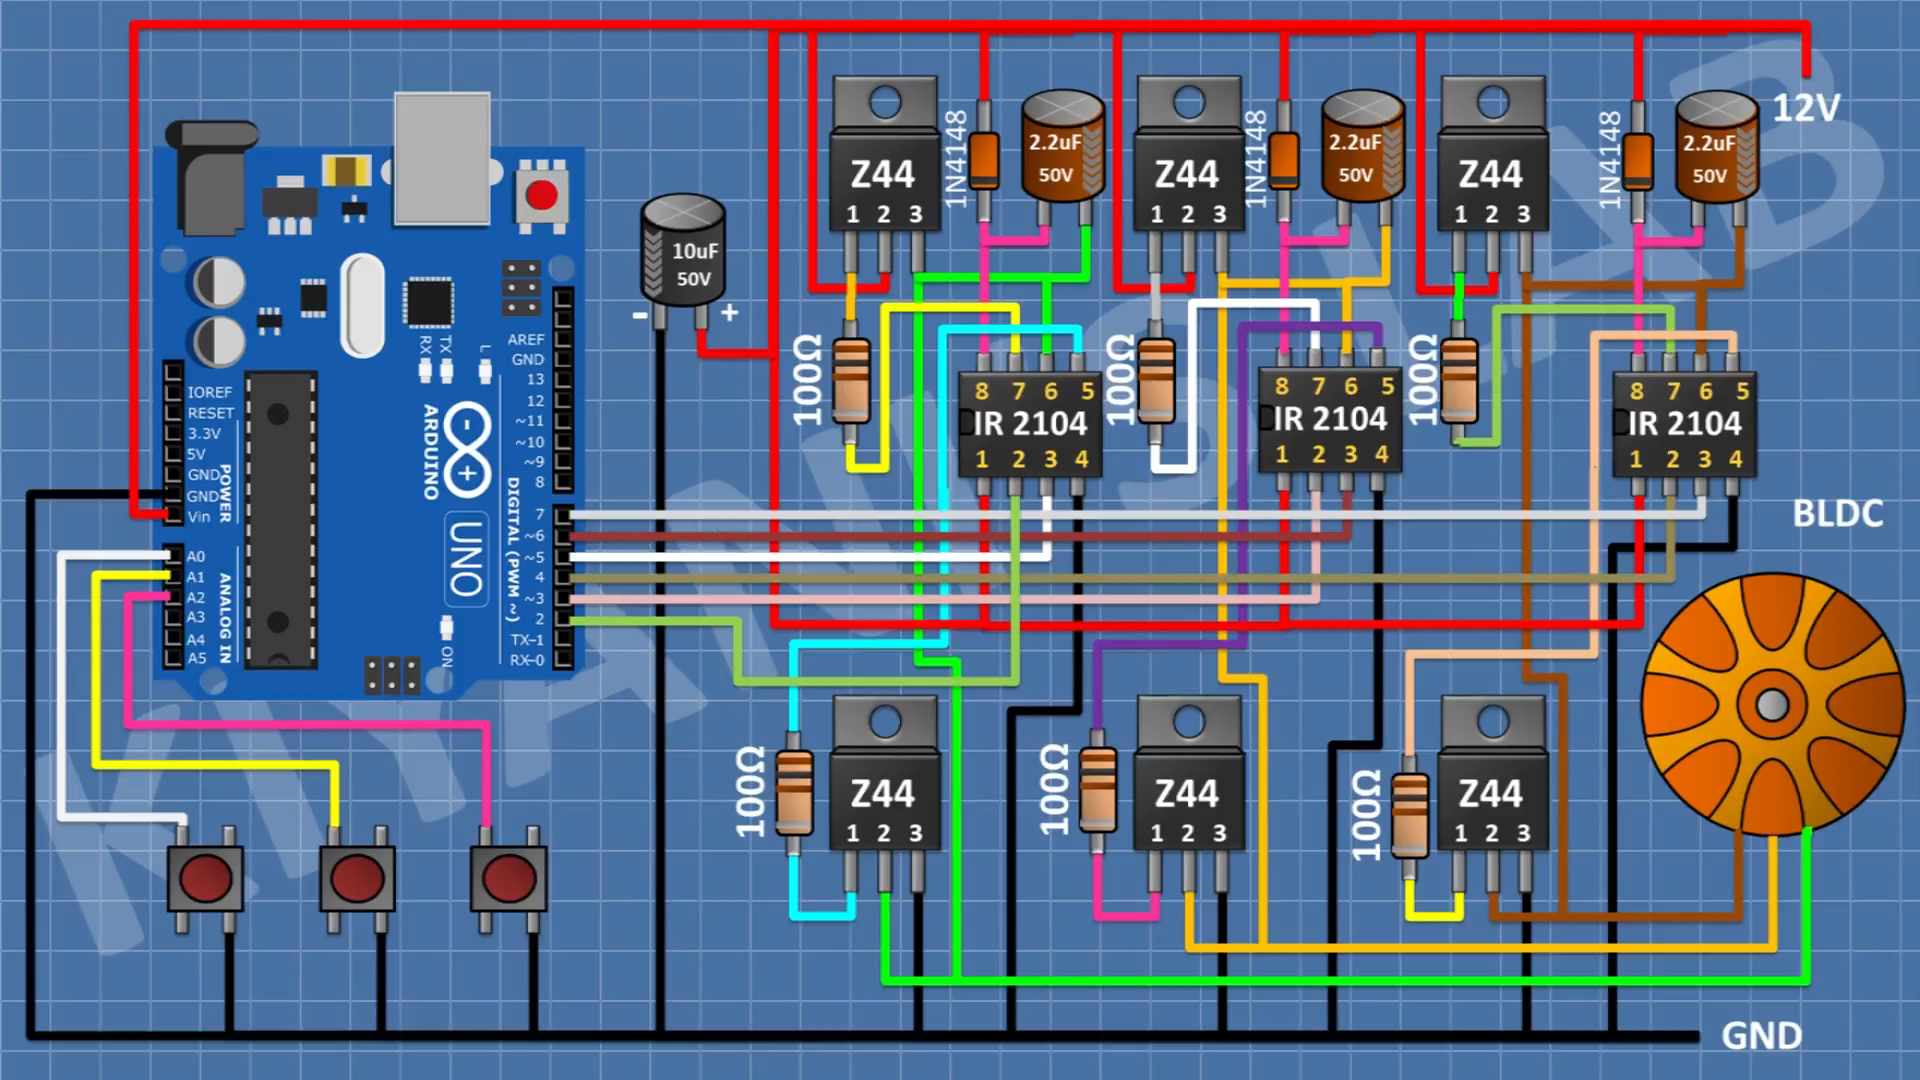 12V
Z44
1 2 3
1N4148
2.2uF
50V
Z44
1 2 3
1N4148
2.2uF
50V
Z44
1 2 3
1N4148
2.2uF
50V
10uF
50V
- +
100Ω
8 7 6 5
IR 2104
1 2 3 4
100Ω
8 7 6 5
IR 2104
1 2 3 4
100Ω
8 7 6 5
IR 2104
1 2 3 4
IOREF
RESET
3.3V
5V
GND
GND
Vin
POWER
A0
A1
A2
A3
A4
A5
ANALOG IN
RX
TX
L
ARDUINO
UNO
ON
AREF
GND
13
12
~11
~10
~9
8
7
~6
~5
4
~3
2
TX-1
RX-0
DIGITAL (PWM ~)
BLDC
100Ω
Z44
1 2 3
100Ω
Z44
1 2 3
100Ω
Z44
1 2 3
GND